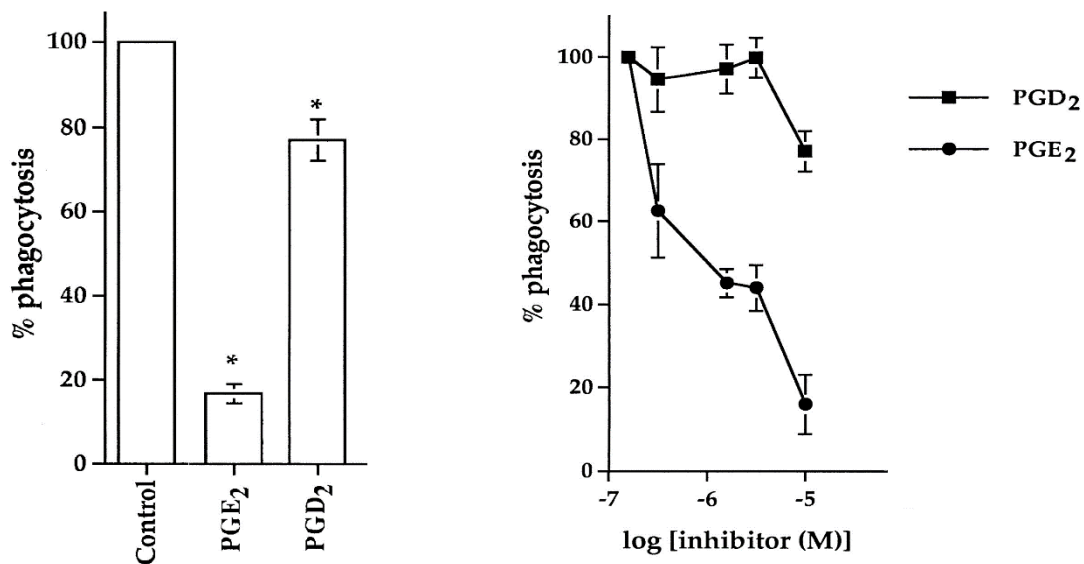 % phagocytosis
100
80
60
40
20
0
*
*
Control
PGE2
PGD2
% phagocytosis
100
80
60
40
20
0
-7
-6
-5
log [inhibitor (M)]
PGD2
PGE2